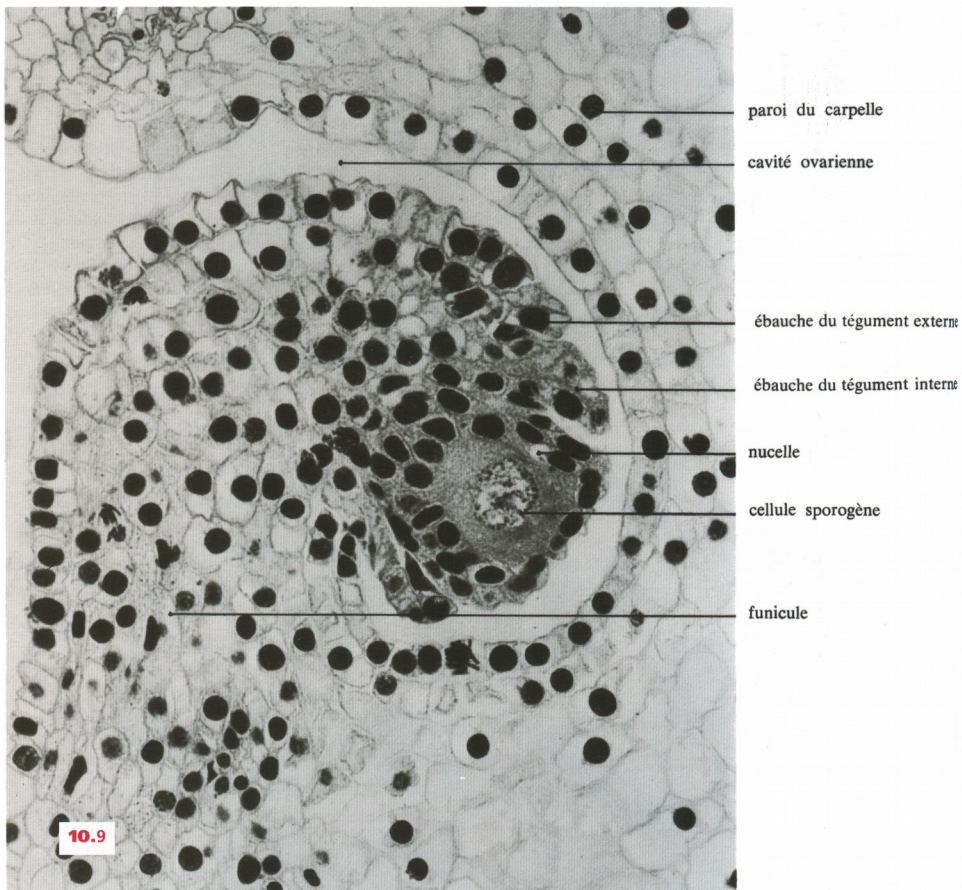 paroi du carpelle
cavité ovarienne
ébauche du tégument externe
ébauche du tégument interne
nucelle
cellule sporogène
funicule
10.9